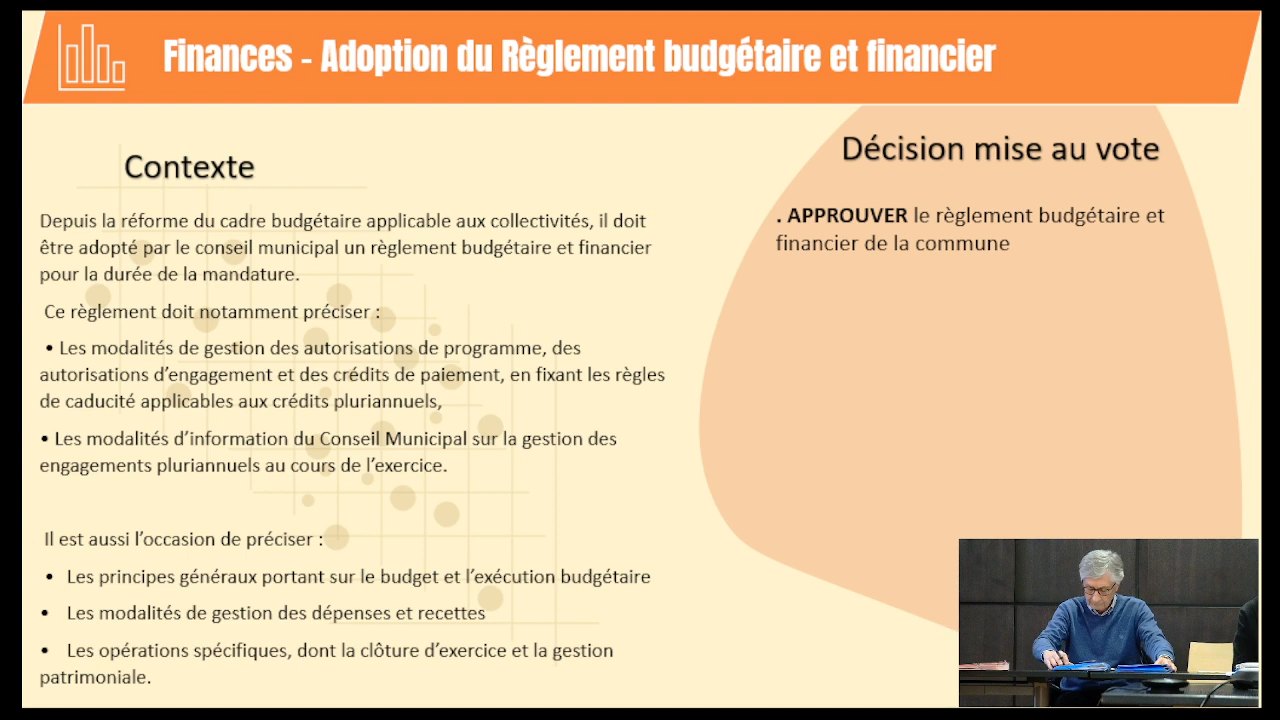 Finances - Adoption du Règlement budgétaire et financier
Contexte
Depuis la réforme du cadre budgétaire applicable aux collectivités, il doit
être adopté par le conseil municipal un règlement budgétaire et financier
pour la durée de la mandature.
Ce règlement doit notamment préciser :
• Les modalités de gestion des autorisations de programme, des
autorisations d’engagement et des crédits de paiement, en fixant les règles
de caducité applicables aux crédits pluriannuels,
• Les modalités d’information du Conseil Municipal sur la gestion des
engagements pluriannuels au cours de l’exercice.
Il est aussi l’occasion de préciser :
• Les principes généraux portant sur le budget et l’exécution budgétaire
• Les modalités de gestion des dépenses et recettes
• Les opérations spécifiques, dont la clôture d’exercice et la gestion
patrimoniale.
Décision mise au vote
. APPROUVER le règlement budgétaire et
financier de la commune